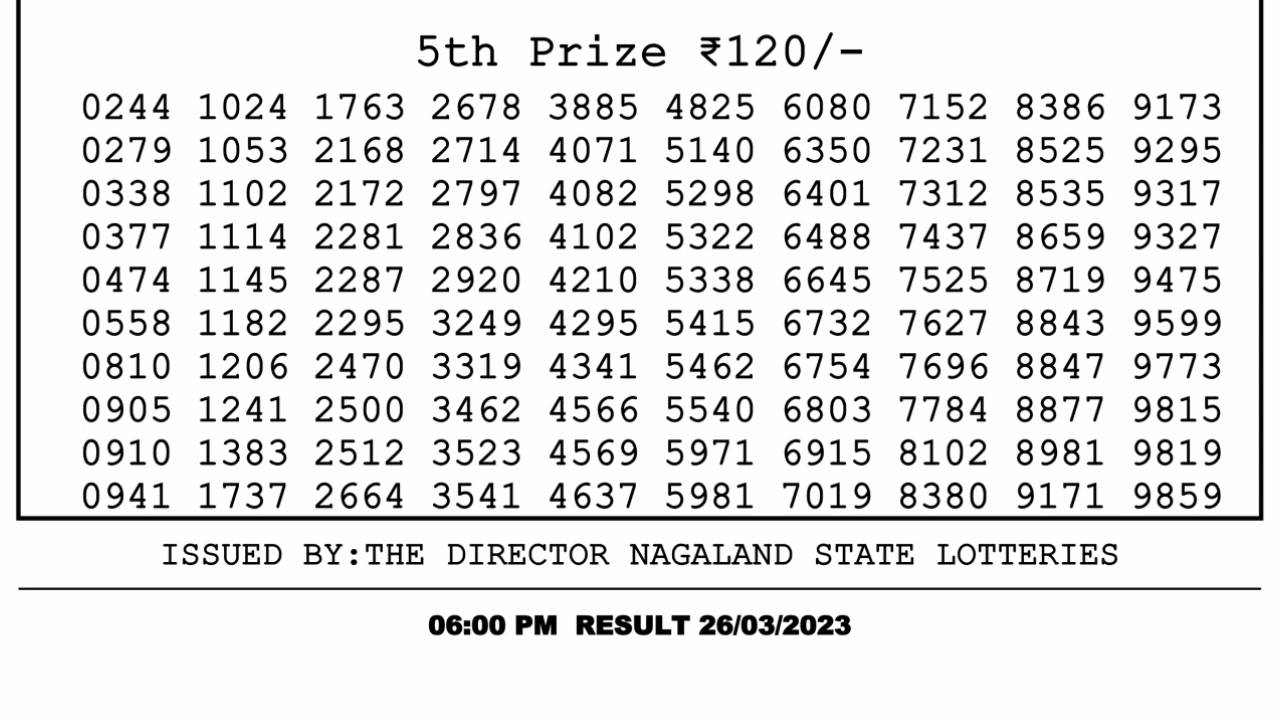 5th Prize ₹120/-
0244 1024 1763 2678 3885 4825 6080 7152 8386 9173
0279 1053 2168 2714 4071 5140 6350 7231 8525 9295
0338 1102 2172 2797 4082 5298 6401 7312 8535 9317
0377 1114 2281 2836 4102 5322 6488 7437 8659 9327
0474 1145 2287 2920 4210 5338 6645 7525 8719 9475
0558 1182 2295 3249 4295 5415 6732 7627 8843 9599
0810 1206 2470 3319 4341 5462 6754 7696 8847 9773
0905 1241 2500 3462 4566 5540 6803 7784 8877 9815
0910 1383 2512 3523 4569 5971 6915 8102 8981 9819
0941 1737 2664 3541 4637 5981 7019 8380 9171 9859
ISSUED BY:THE DIRECTOR NAGALAND STATE LOTTERIES
06:00 PM RESULT 26/03/2023